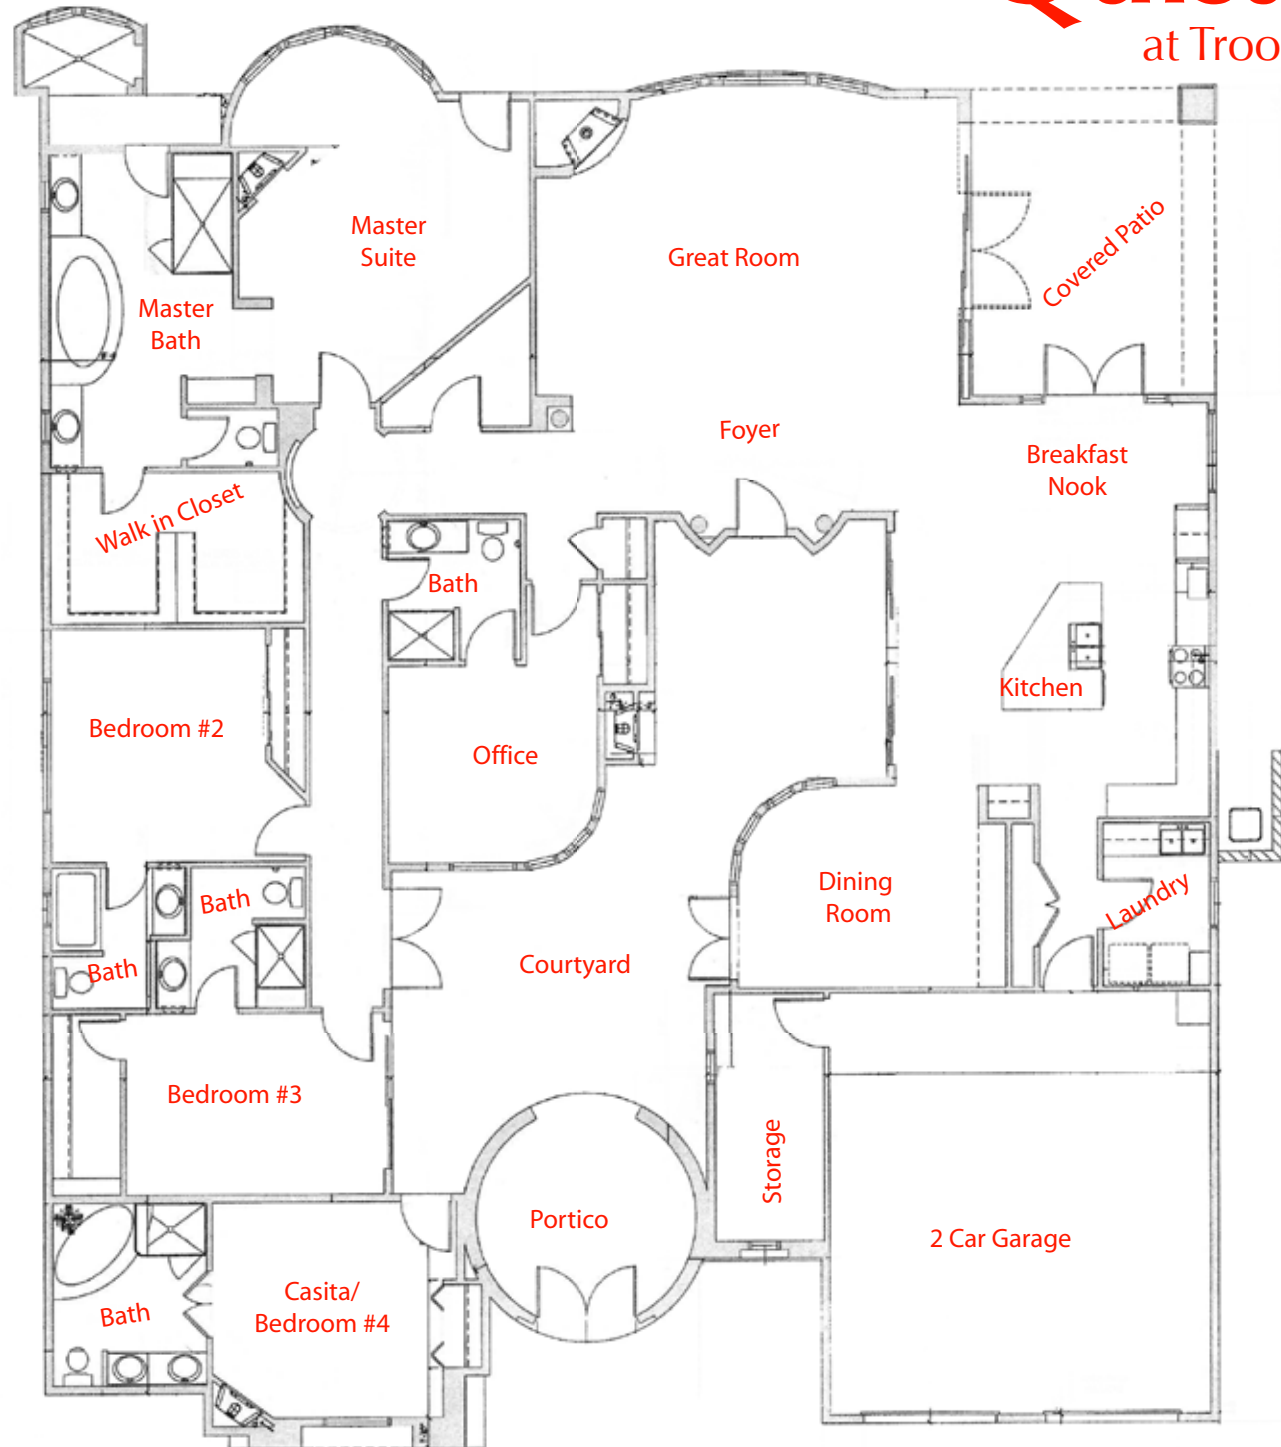 at Troo
Master
Suite
Great Room
Covered Patio
Master
Bath
Foyer
Breakfast
Nook
Walk in Closet
Bath
Kitchen
Bedroom #2
Office
Dining
Room
Laundry
Bath
Bath
Courtyard
Bedroom #3
Storage
Portico
2 Car Garage
Casita/
Bedroom #4
Bath